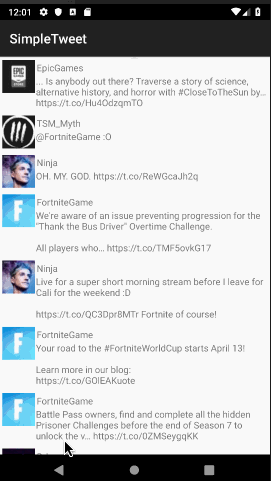 12:01
SimpleTweet
EpicGames
... Is anybody out there? Traverse a story of science,
alternative history, and horror with #CloseToTheSun by...
https://t.co/Hu4OdzqmTO
TSM_Myth
@FortniteGame :O
Ninja
OH. MY. GOD. https://t.co/ReWGcaJh2q
FortniteGame
We're aware of an issue preventing progression for the
"Thank the Bus Driver" Overtime Challenge.
All players who... https://t.co/TMF5ovkG17
Ninja
Live for a super short morning stream before I leave for
Cali for the weekend :D
https://t.co/QC3Dpr8MTr Fortnite of course!
FortniteGame
Your road to the #FortniteWorldCup starts April 13!
Learn more in our blog:
https://t.co/GOlEAKuote
FortniteGame
Battle Pass owners, find and complete all the hidden
Prisoner Challenges before the end of Season 7 to
unlock the v... https://t.co/0ZMSeygqKK